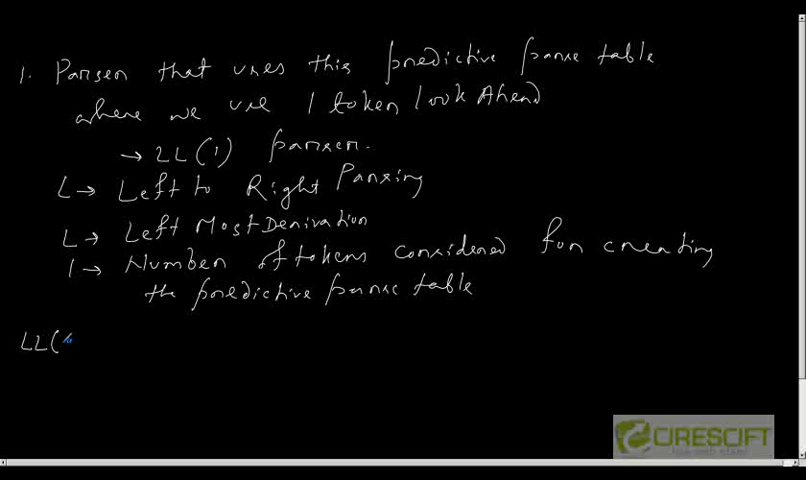 1. Parser that uses this predictive parse table
where we use 1 token look Ahead
→ LL(1) parser.
L → Left to Right Parsing
L → Left Most Derivation
1 → Number of tokens considered for creating
the predictive parse table
LL(
CIRESCIFT